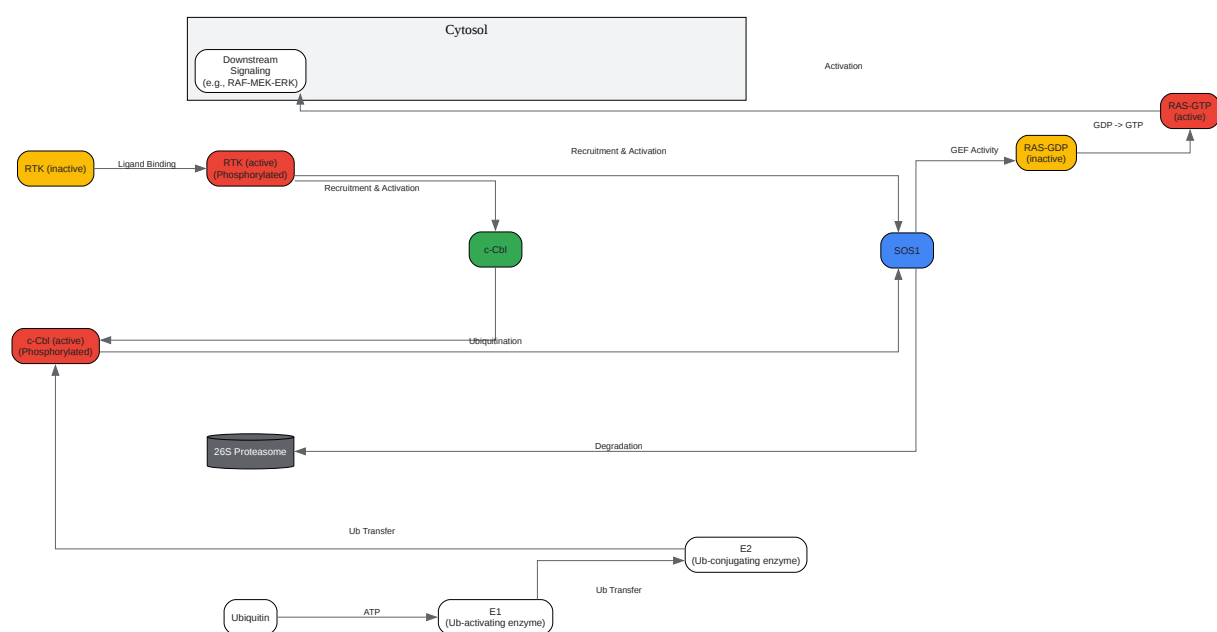 Cytosol
Downstream
Signaling
(e.g., RAF-MEK-ERK)
Activation
RAS-GTP
(active)
GDP -> GTP
RTK (inactive)
Ligand Binding
RTK (active)
(Phosphorylated)
Recruitment & Activation
Recruitment & Activation
GEF Activity
RAS-GDP
(inactive)
c-Cbl
SOS1
c-Cbl (active)
(Phosphorylated)
Ubiquitination
26S Proteasome
Degradation
Ub Transfer
E2
(Ub-conjugating enzyme)
Ub Transfer
Ubiquitin
ATP
E1
(Ub-activating enzyme)